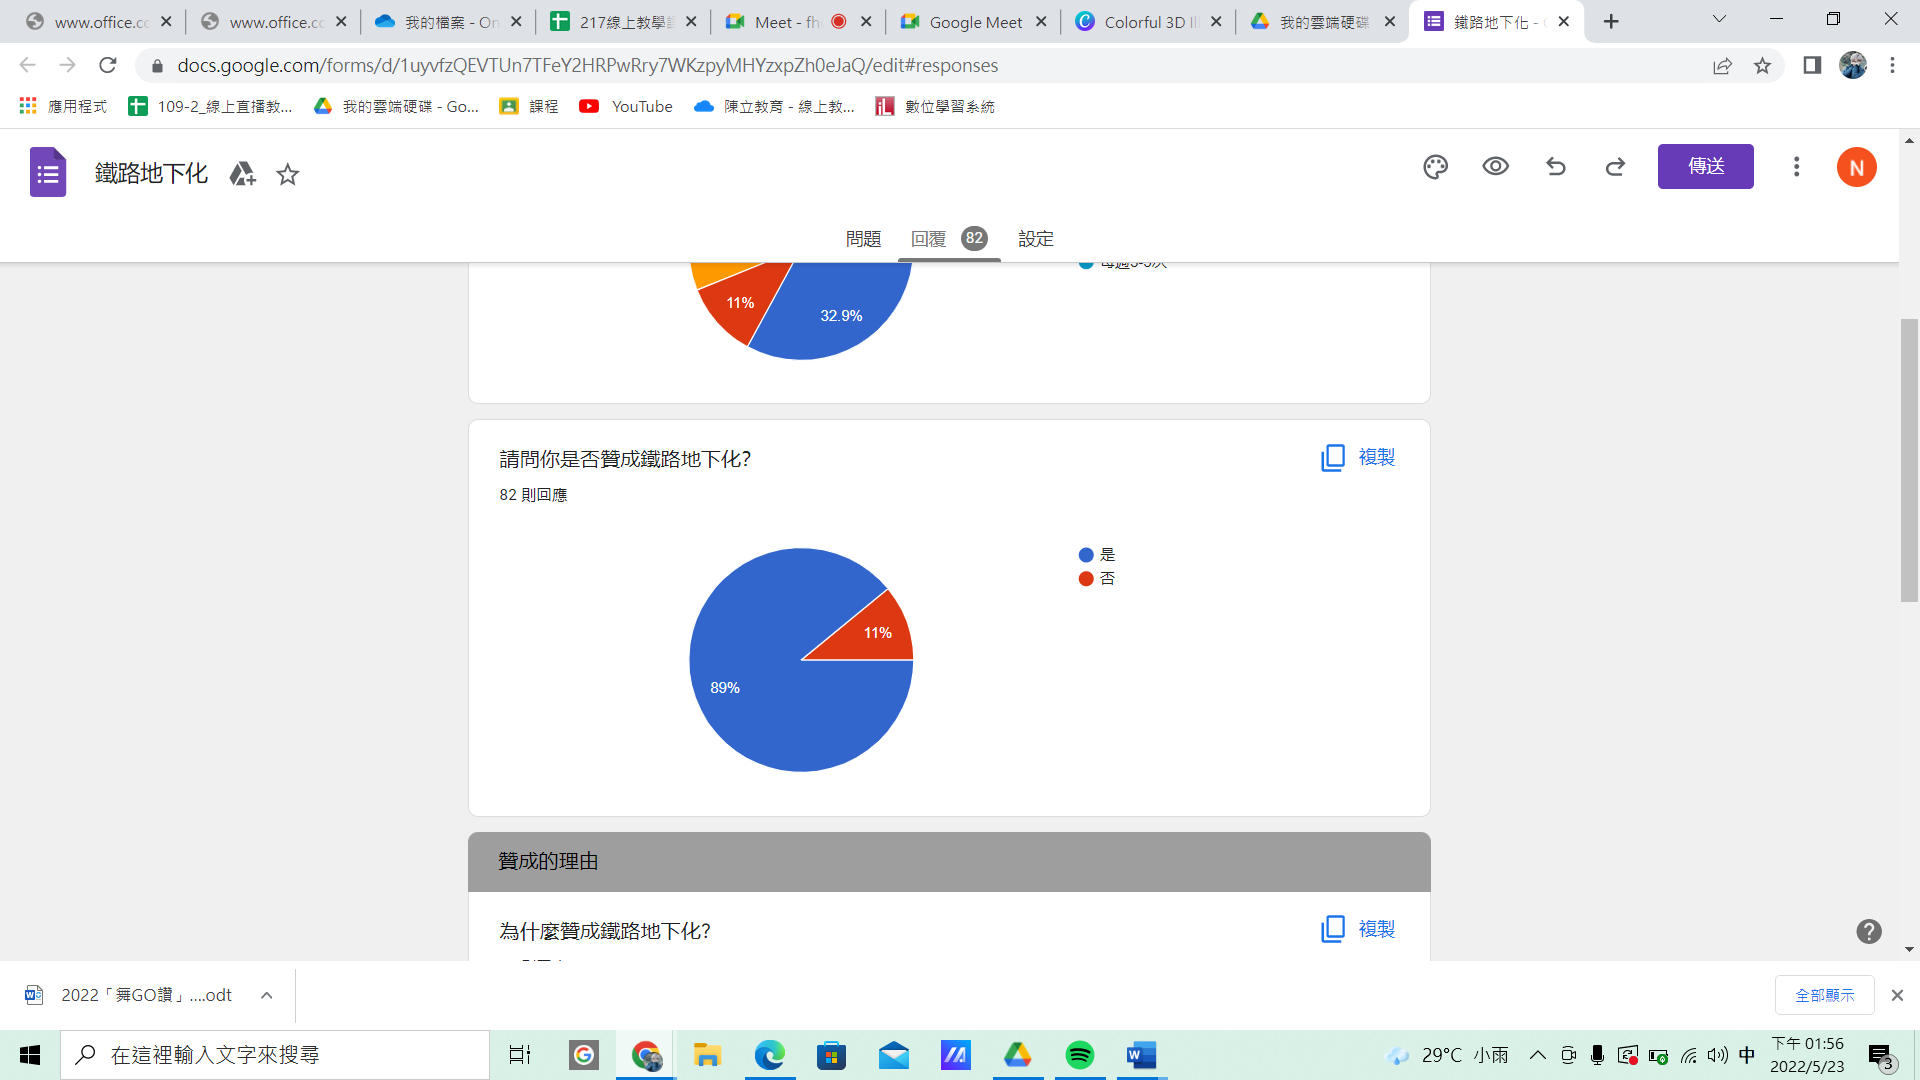 www.office.cc
www.office.cc
我的檔案 - On
217線上教學
Meet - fh
Google Meet
Colorful 3D Il
我的雲端硬碟
鐵路地下化 -
docs.google.com/forms/d/1uyvfzQEVTUn7TFeY2HRPwRry7WKzpyMHYzxpZh0eJaQ/edit#responses
應用程式
109-2_線上直播教...
我的雲端硬碟 - Go...
課程
YouTube
陳立教育 - 線上教...
數位學習系統
鐵路地下化
傳送
N
問題
回覆 82
設定
11%
32.9%
請問你是否贊成鐵路地下化?
複製
82 則回應
是
否
11%
89%
贊成的理由
為什麼贊成鐵路地下化?
複製
2022「舞GO讚」....odt
全部顯示
在這裡輸入文字來搜尋
29°C 小雨
中
下午 01:56
2022/5/23
3